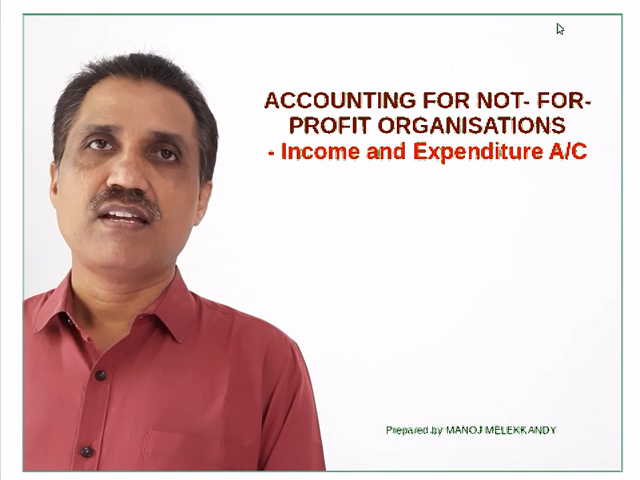 ACCOUNTING FOR NOT- FOR-
PROFIT ORGANISATIONS
- Income and Expenditure A/C
Prepared by MANOJ MELEKKANDY